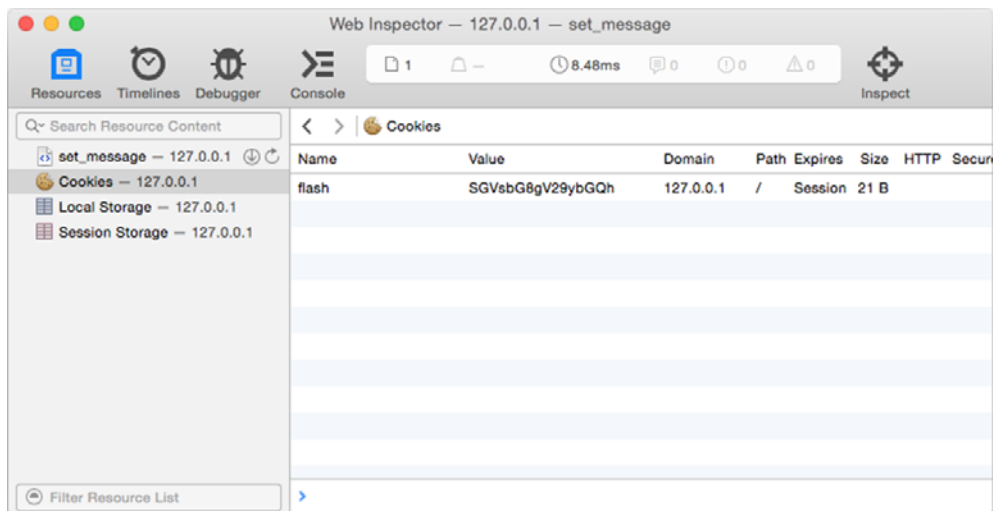 Web Inspector — 127.0.0.1 — set_message
1 — 8.48ms 0 0 0
Resources Timelines Debugger Console Inspect
Search Resource Content
Cookies
set_message — 127.0.0.1
Cookies — 127.0.0.1
Local Storage — 127.0.0.1
Session Storage — 127.0.0.1
Name Value Domain Path Expires Size HTTP Secure
flash SGVsbG8gV29ybGQh 127.0.0.1 / Session 21 B
Filter Resource List